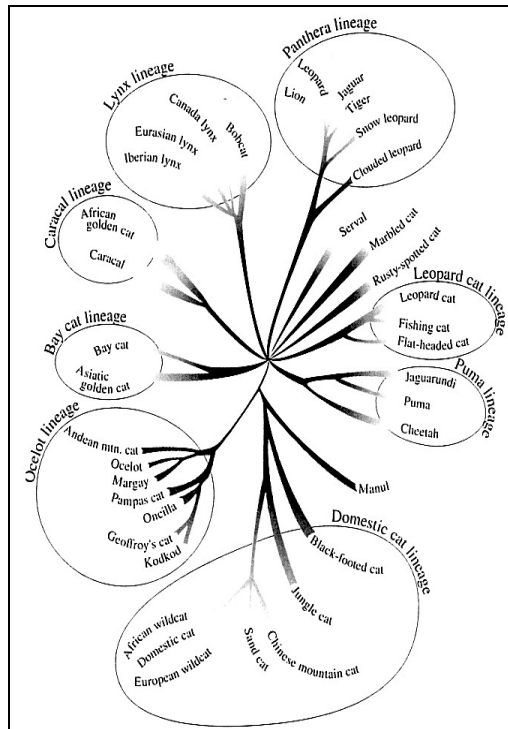 Panthera lineage
Leopard
Jaguar
Lion
Tiger
Snow leopard
Clouded leopard
Lynx lineage
Canada lynx
Bobcat
Eurasian lynx
Iberian lynx
Caracal lineage
African
golden cat
Caracal
Serval
Marbled cat
Rusty-spotted cat
Leopard cat lineage
Leopard cat
Fishing cat
Flat-headed cat
Bay cat lineage
Bay cat
Asiatic
golden cat
Puma lineage
Jaguarundi
Puma
Cheetah
Ocelot lineage
Andean mtn. cat
Ocelot
Margay
Pampas cat
Oncilla
Geoffroy's cat
Kodkod
Manul
Domestic cat lineage
Black-footed cat
Jungle cat
Chinese mountain cat
Sand cat
African wildcat
Domestic cat
European wildcat